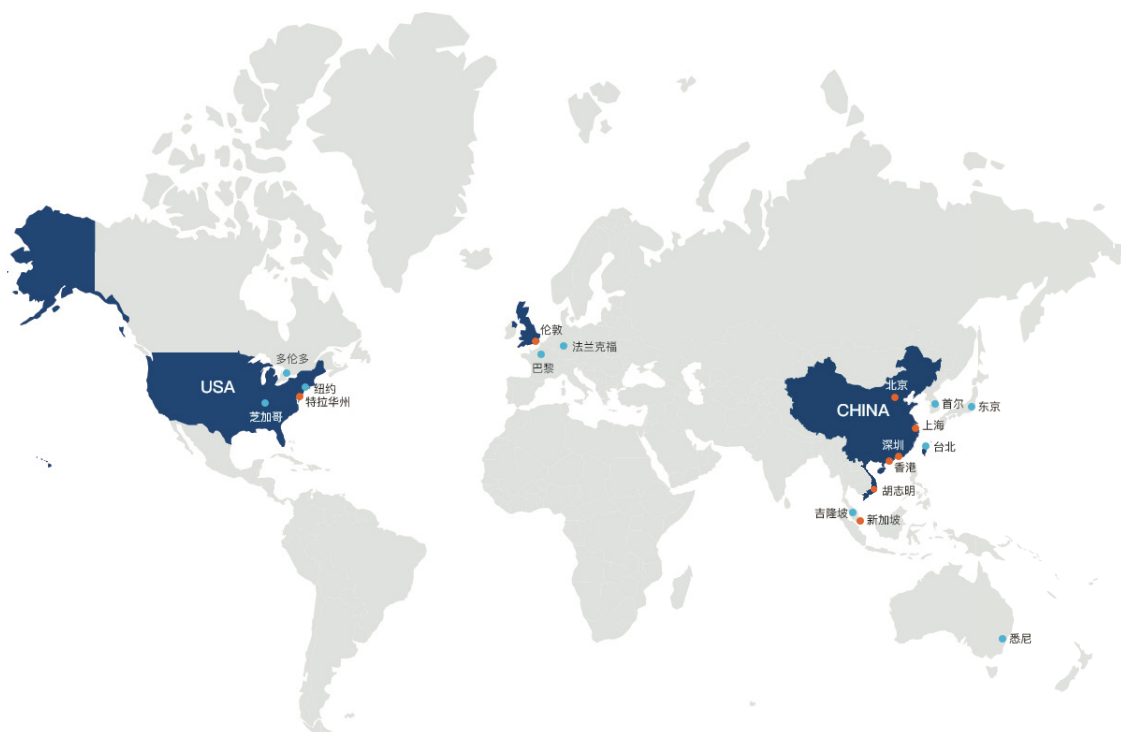 伦敦
法兰克福
巴黎
多伦多
USA
纽约
特拉华州
芝加哥
北京
CHINA
首尔
东京
上海
深圳
台北
香港
胡志明
吉隆坡
新加坡
悉尼